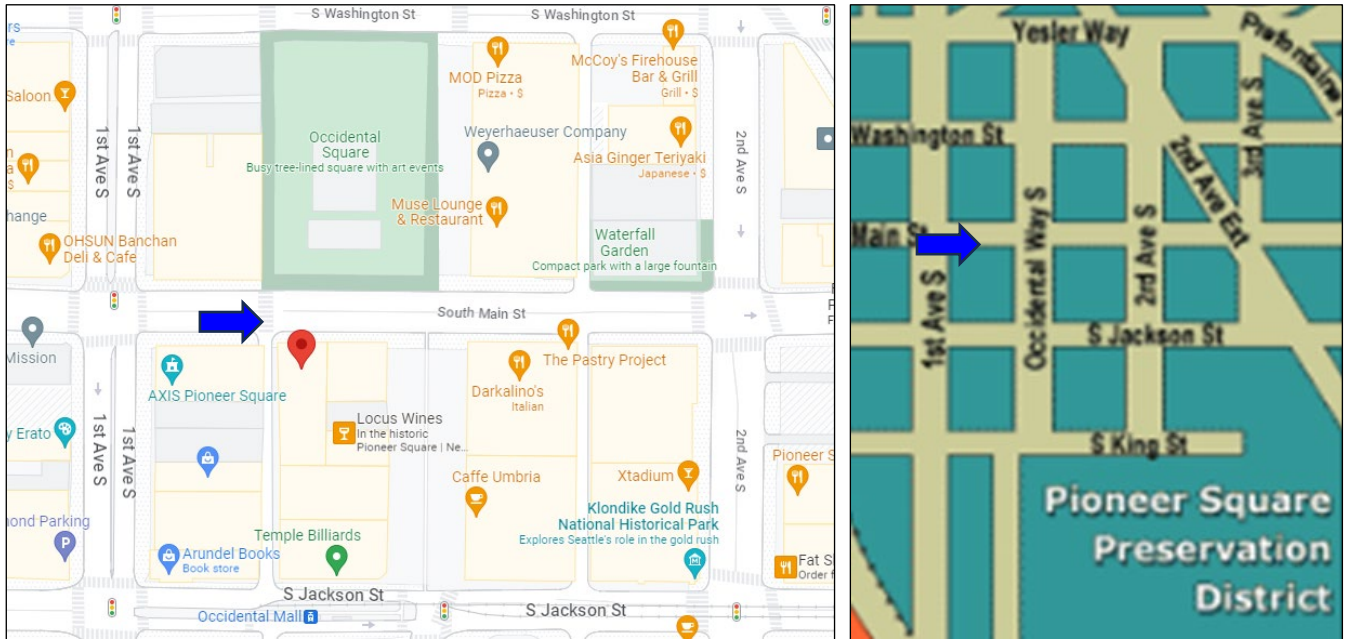 S Washington St
S Washington St
Saloon
MOD Pizza
Pizza • $
McCoy's Firehouse
Bar & Grill
Grill • $
1st Ave S
1st Ave S
Occidental
Square
Busy tree-lined square with art events
Weyerhaeuser Company
Asia Ginger Teriyaki
Japanese • $
2nd Ave S
Muse Lounge
& Restaurant
OHSUN Banchan
Deli & Cafe
Waterfall
Garden
Compact park with a large fountain
South Main St
Mission
AXIS Pioneer Square
The Pastry Project
Darkalino's
Italian
Locus Wines
In the historic
Pioneer Square | Ne...
1st Ave S
1st Ave S
y Erato
2nd Ave S
Caffe Umbria
Xtadium
Pioneer S
Klondike Gold Rush
National Historical Park
Explores Seattle's role in the gold rush
ond Parking
P
Temple Billiards
Arundel Books
Book store
Fat S
Order f
S Jackson St
S Jackson St
Occidental Mall
Yesler Way
Washington St
3rd Ave S
2nd Ave Ext
Main St
Occidental Way S
2rd Ave S
1st Ave S
S Jackson St
S King St
Pioneer Square
Preservation
District